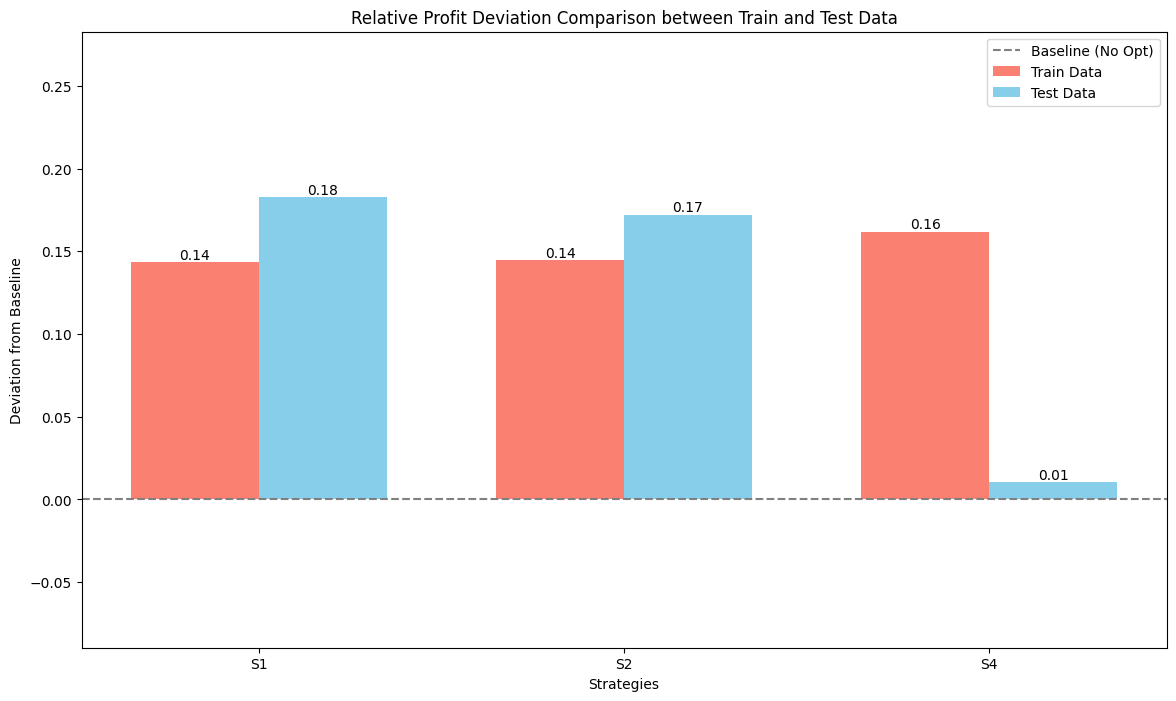 Relative Profit Deviation Comparison between Train and Test Data
Baseline (No Opt)
Train Data
Test Data
Deviation from Baseline
0.25
0.20
0.15
0.10
0.05
0.00
−0.05
0.14
0.18
0.14
0.17
0.16
0.01
S1
S2
S4
Strategies